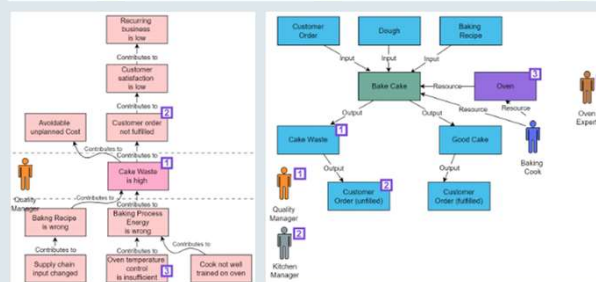 Recurring
business
is low
Contributes to
Customer
satisfaction
is low
Contributes to
Avoidable
unplanned Cost
Customer order
not fulfilled
2
Contributes to
Contributes to
Cake Waste
is high
1
Quality
Manager
Contributes to
Contributes to
Baking Recipe
is wrong
Baking Process
Energy
is wrong
Contributes to
Contributes to
Contributes to
Supply chain
input changed
Oven temperature
control
is insufficient
3
Cook not well
trained on oven
Customer
Order
Dough
Baking
Recipe
Input
Input
Input
Bake Cake
Resource
Oven
3
Resource
Resource
Oven
Expert
Output
Output
Cake Waste
1
Good Cake
Baking
Cook
Output
Output
1
Quality
Manager
Customer
Order (unfilled)
2
Customer
Order (fulfilled)
2
Kitchen
Manager